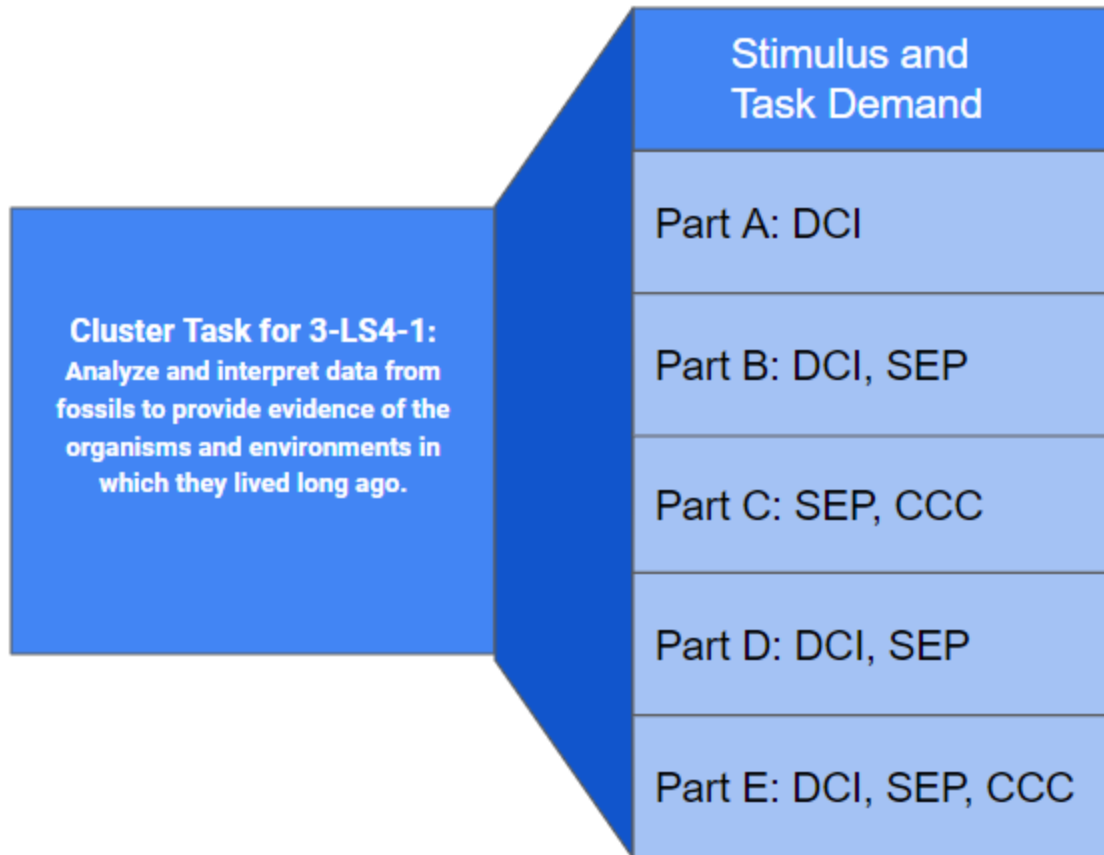 Stimulus and
Task Demand
Part A: DCI
Cluster Task for 3-LS4-1:
Analyze and interpret data from
fossils to provide evidence of the
organisms and environments in
which they lived long ago.
Part B: DCI, SEP
Part C: SEP, CCC
Part D: DCI, SEP
Part E: DCI, SEP, CCC